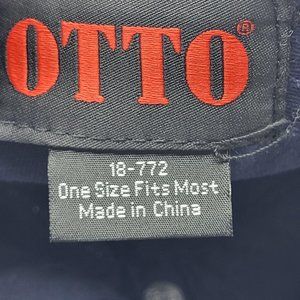 OTTO®
18-772
One Size Fits Most
Made in China